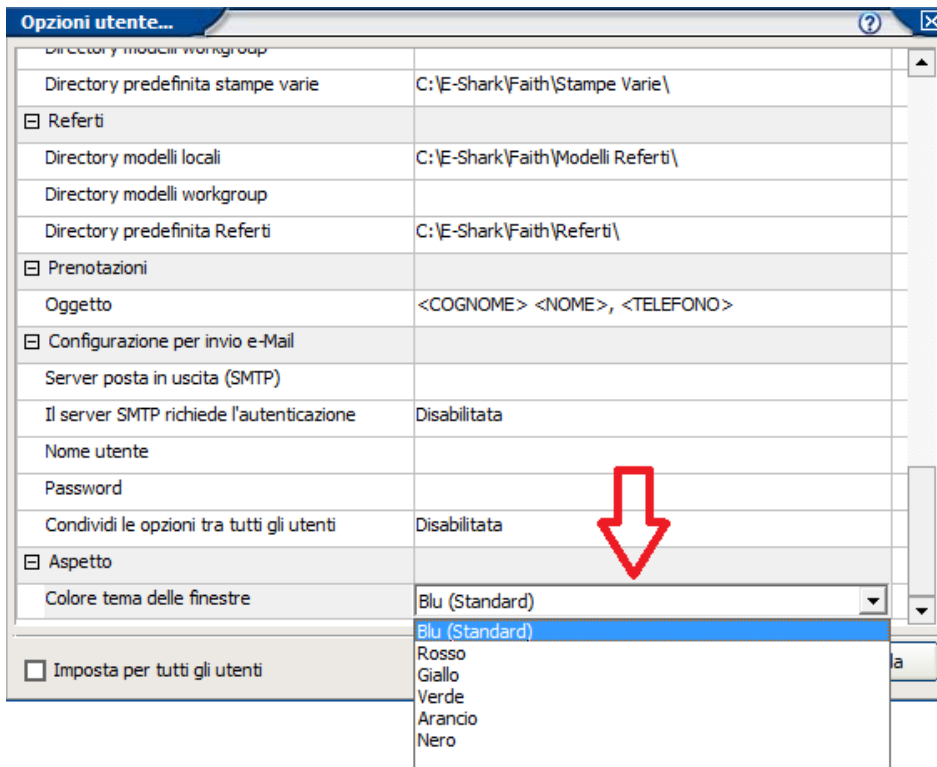 Opzioni utente...
Directory modelli workgroup
Directory predefinita stampe varie C:\E-Shark\Faith\Stampe Varie\
Referti
Directory modelli locali C:\E-Shark\Faith\Modelli Referti\
Directory modelli workgroup
Directory predefinita Referti C:\E-Shark\Faith\Referti\
Prenotazioni
Oggetto <COGNOME> <NOME>, <TELEFONO>
Configurazione per invio e-Mail
Server posta in uscita (SMTP)
Il server SMTP richiede l'autenticazione Disabilitata
Nome utente
Password
Condividi le opzioni tra tutti gli utenti Disabilitata
Aspetto
Colore tema delle finestre Blu (Standard)
Blu (Standard)
Rosso
Giallo
Verde
Arancio
Nero
Imposta per tutti gli utenti
la